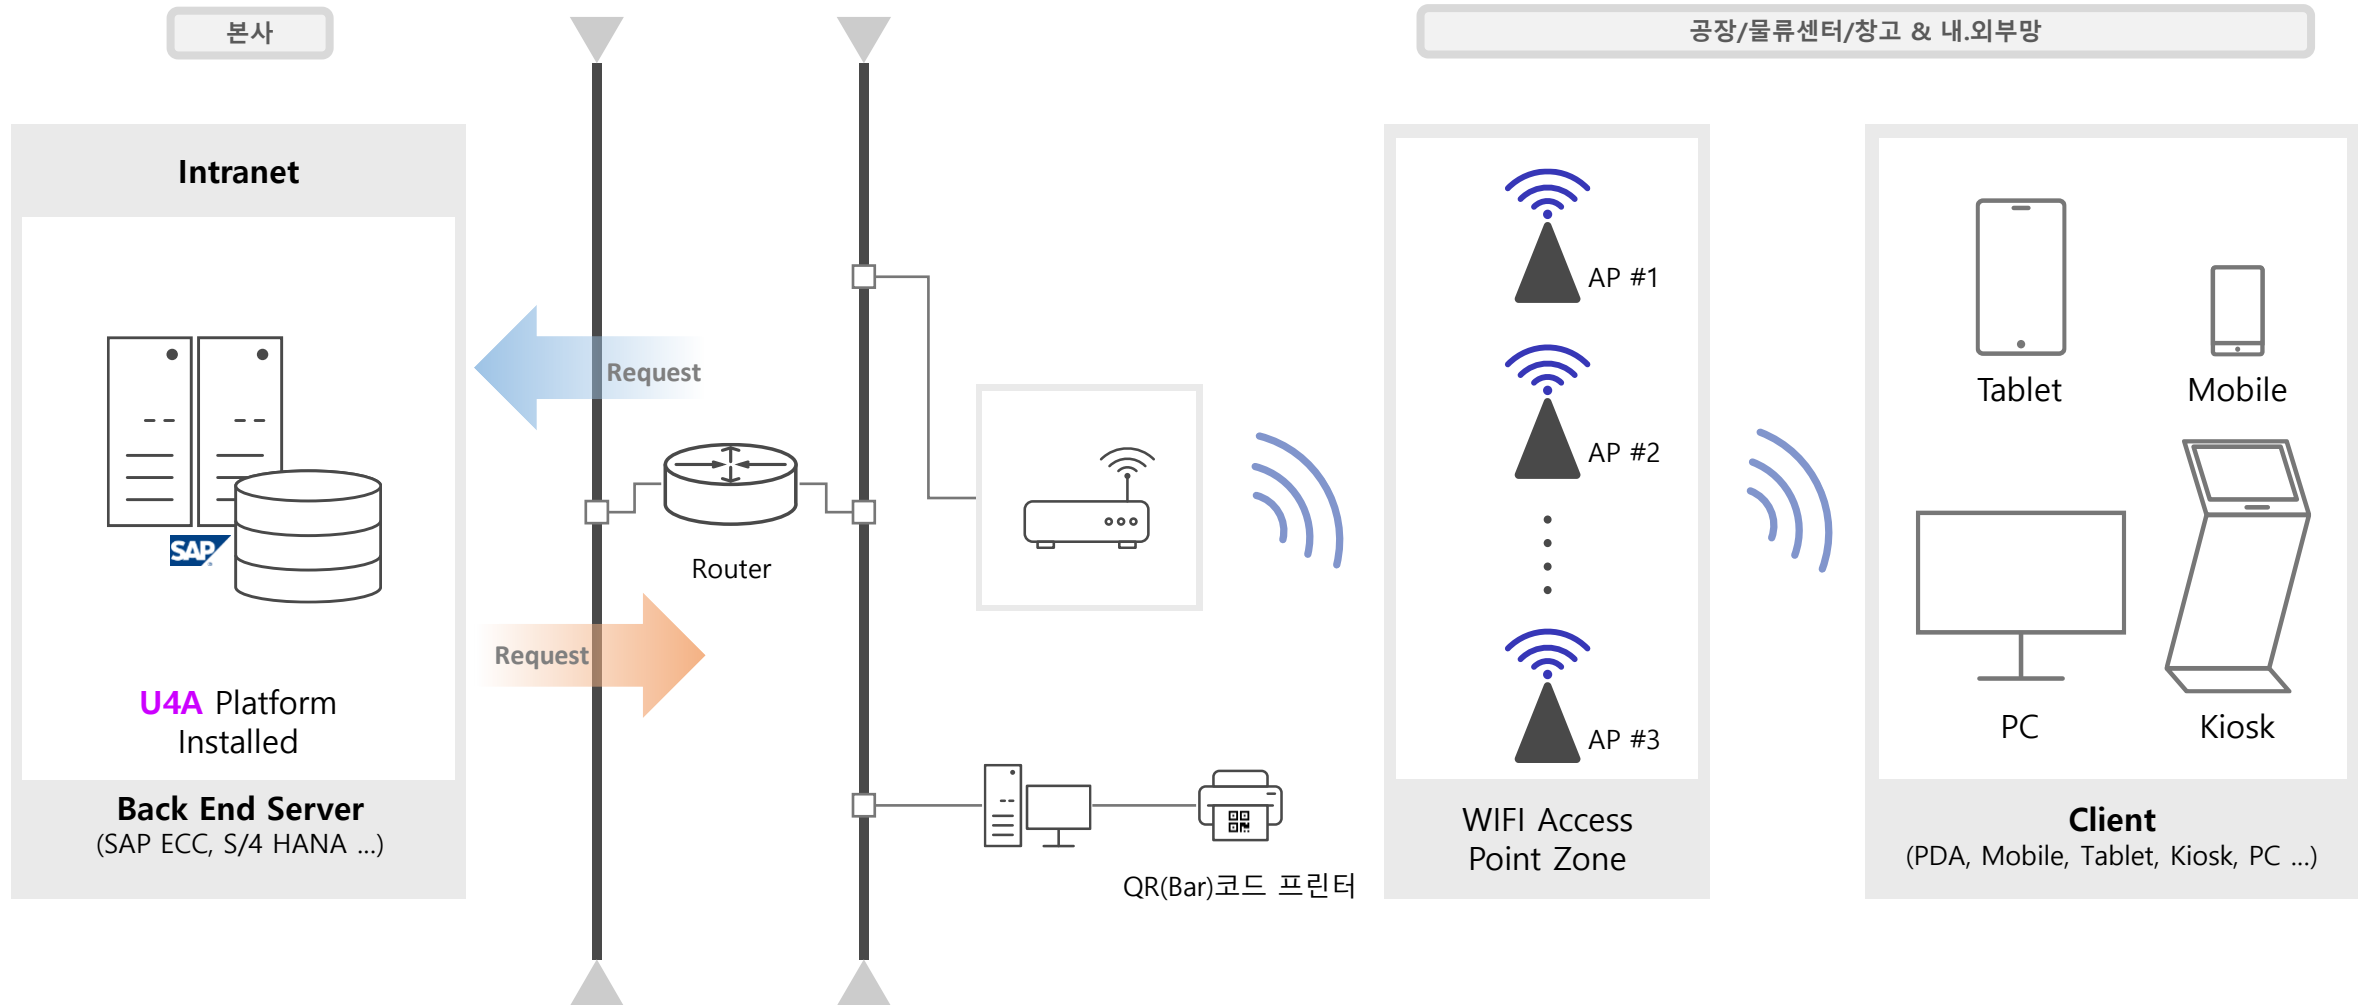 본사
공장/물류센터/창고 & 내.외부망
Intranet
SAP
U4A Platform
Installed
Back End Server
(SAP ECC, S/4 HANA ...)
Request
Router
Request
QR(Bar)코드 프린터
AP #1
AP #2
AP #3
WIFI Access
Point Zone
Tablet
Mobile
PC
Kiosk
Client
(PDA, Mobile, Tablet, Kiosk, PC ...)